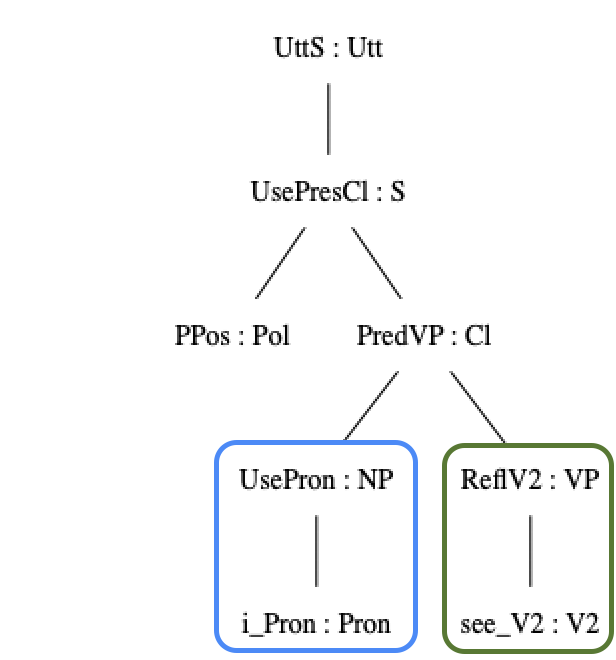 UttS : Utt
UsePresCl : S
PPos : Pol PredVP : Cl
UsePron : NP ReflV2 : VP
i_Pron : Pron see_V2 : V2